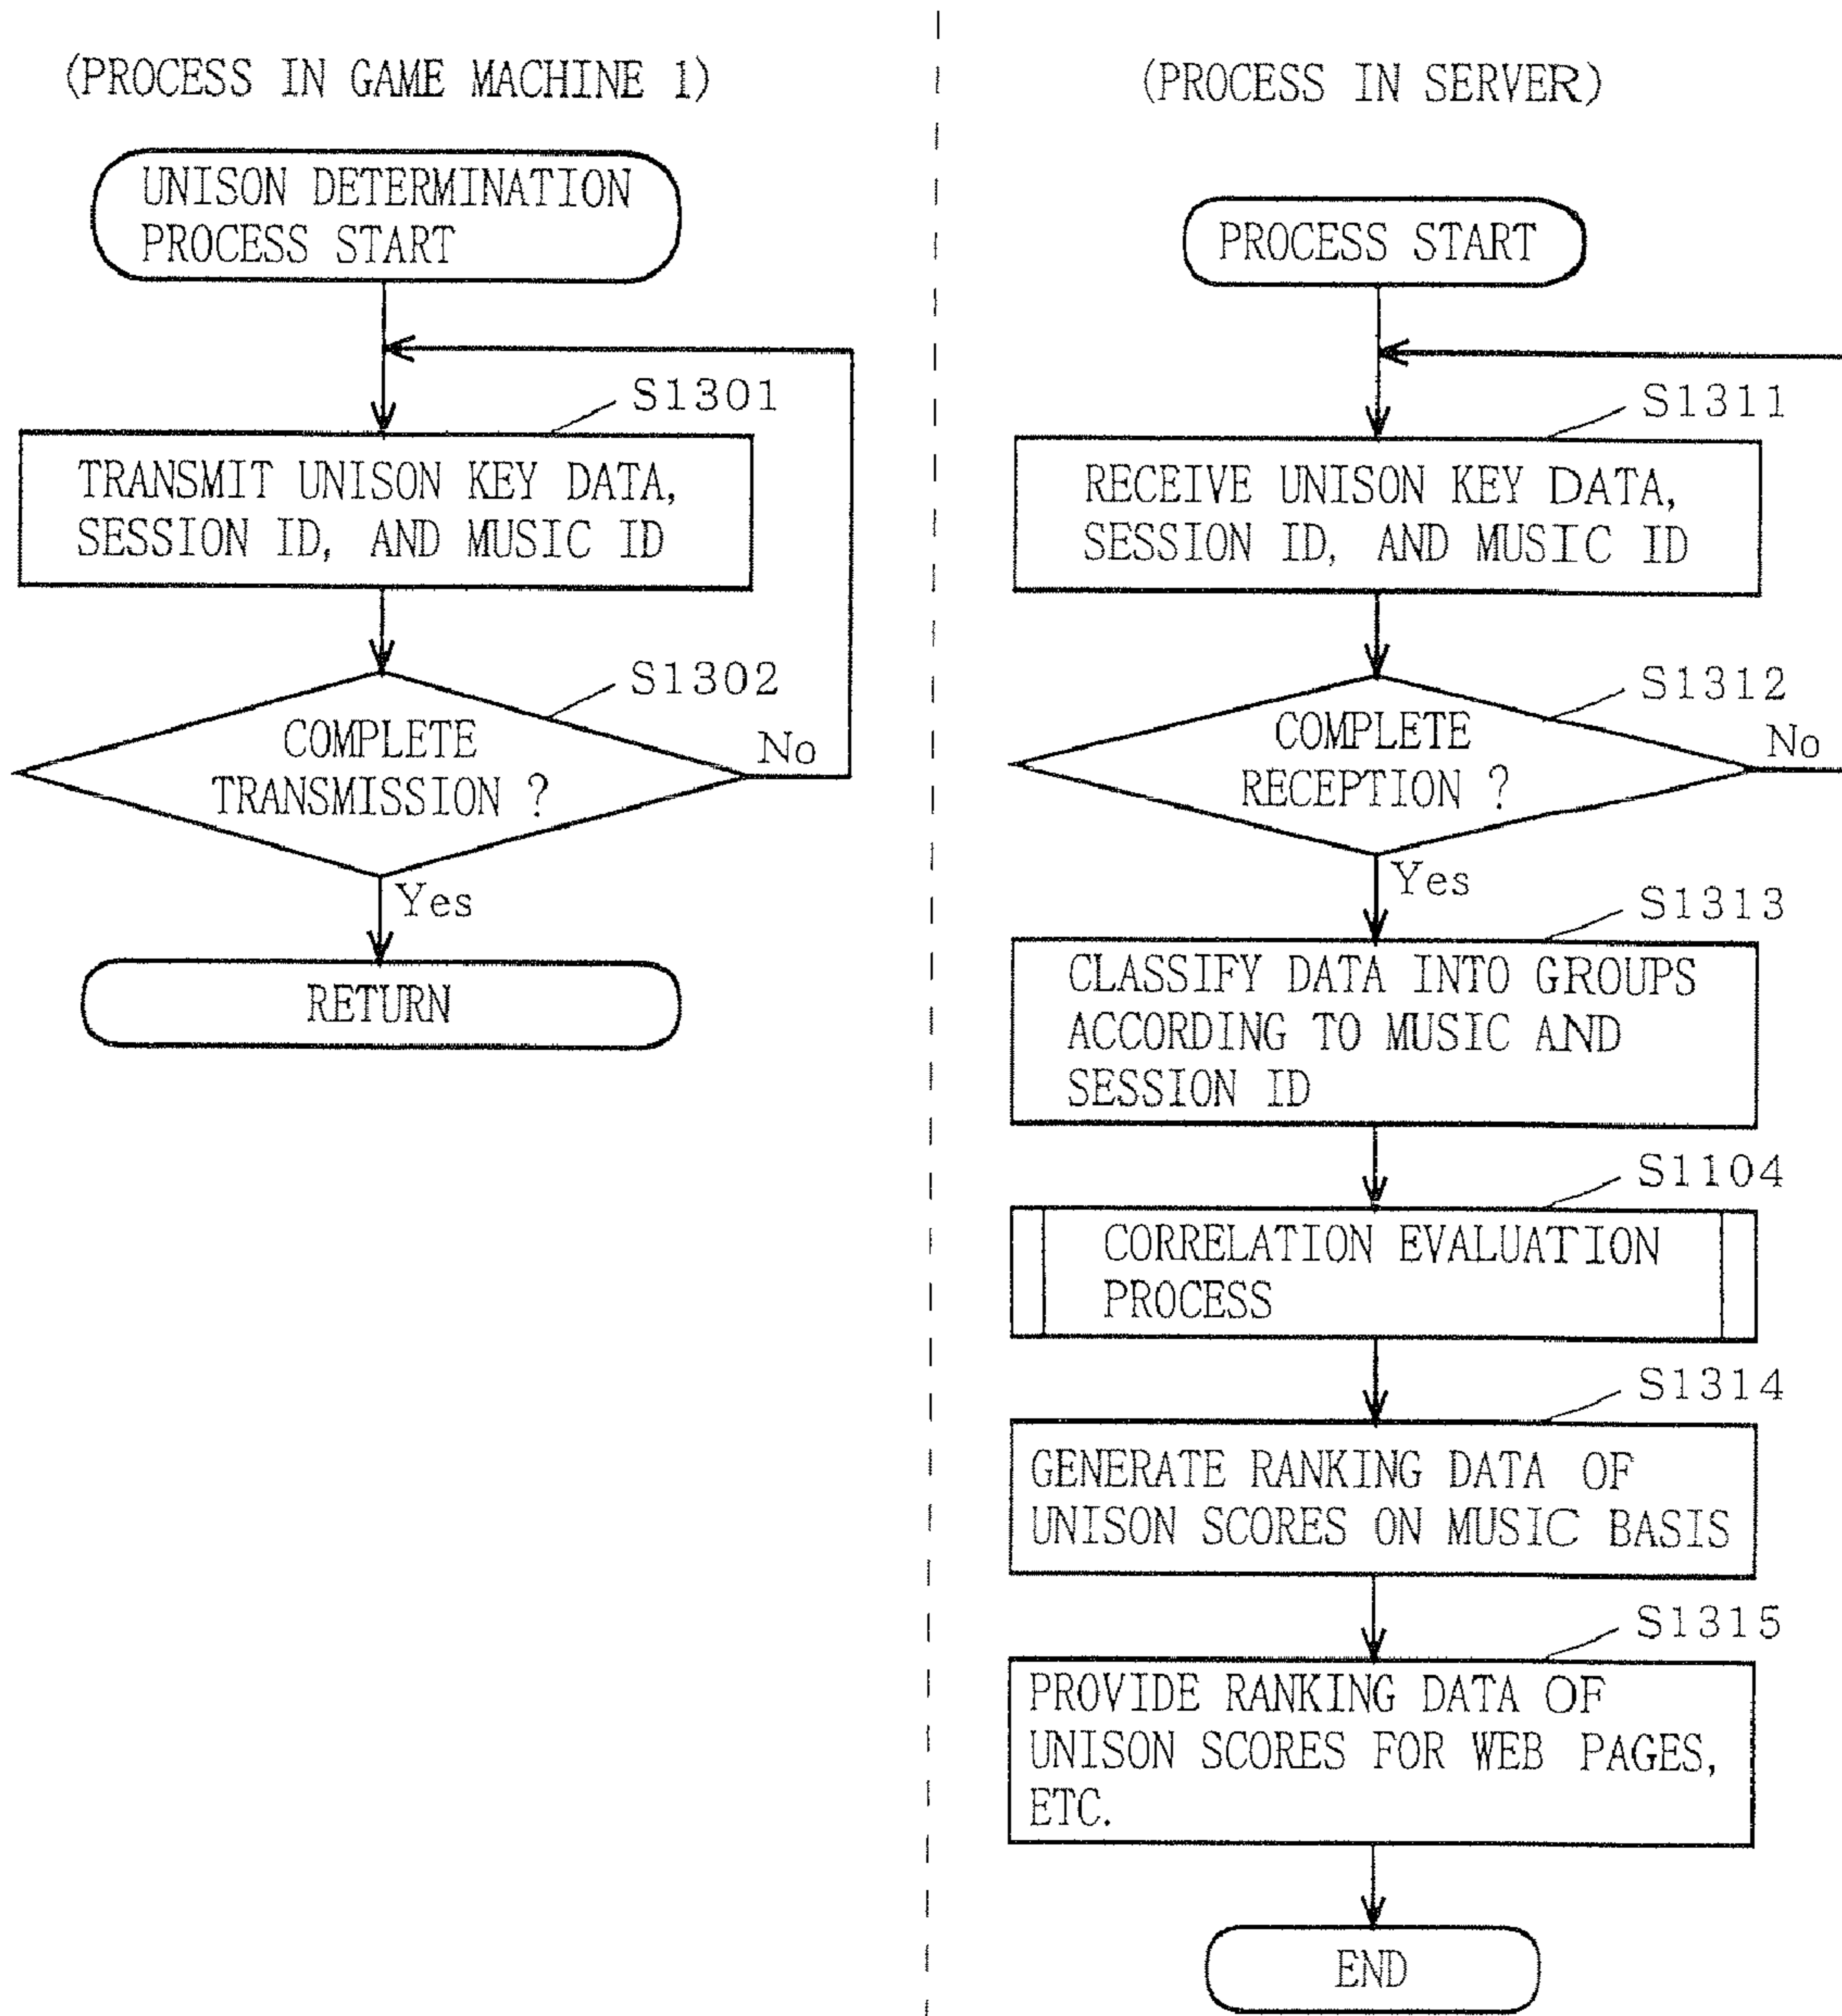 (PROCESS IN GAME MACHINE 1)
UNISON DETERMINATION
PROCESS START
S1301
TRANSMIT UNISON KEY DATA,
SESSION ID, AND MUSIC ID
S1302
COMPLETE
TRANSMISSION ?
No
Yes
RETURN
(PROCESS IN SERVER)
PROCESS START
S1311
RECEIVE UNISON KEY DATA,
SESSION ID, AND MUSIC ID
S1312
COMPLETE
RECEPTION ?
No
Yes
S1313
CLASSIFY DATA INTO GROUPS
ACCORDING TO MUSIC AND
SESSION ID
S1104
CORRELATION EVALUATION
PROCESS
S1314
GENERATE RANKING DATA OF
UNISON SCORES ON MUSIC BASIS
S1315
PROVIDE RANKING DATA OF
UNISON SCORES FOR WEB PAGES,
ETC.
END